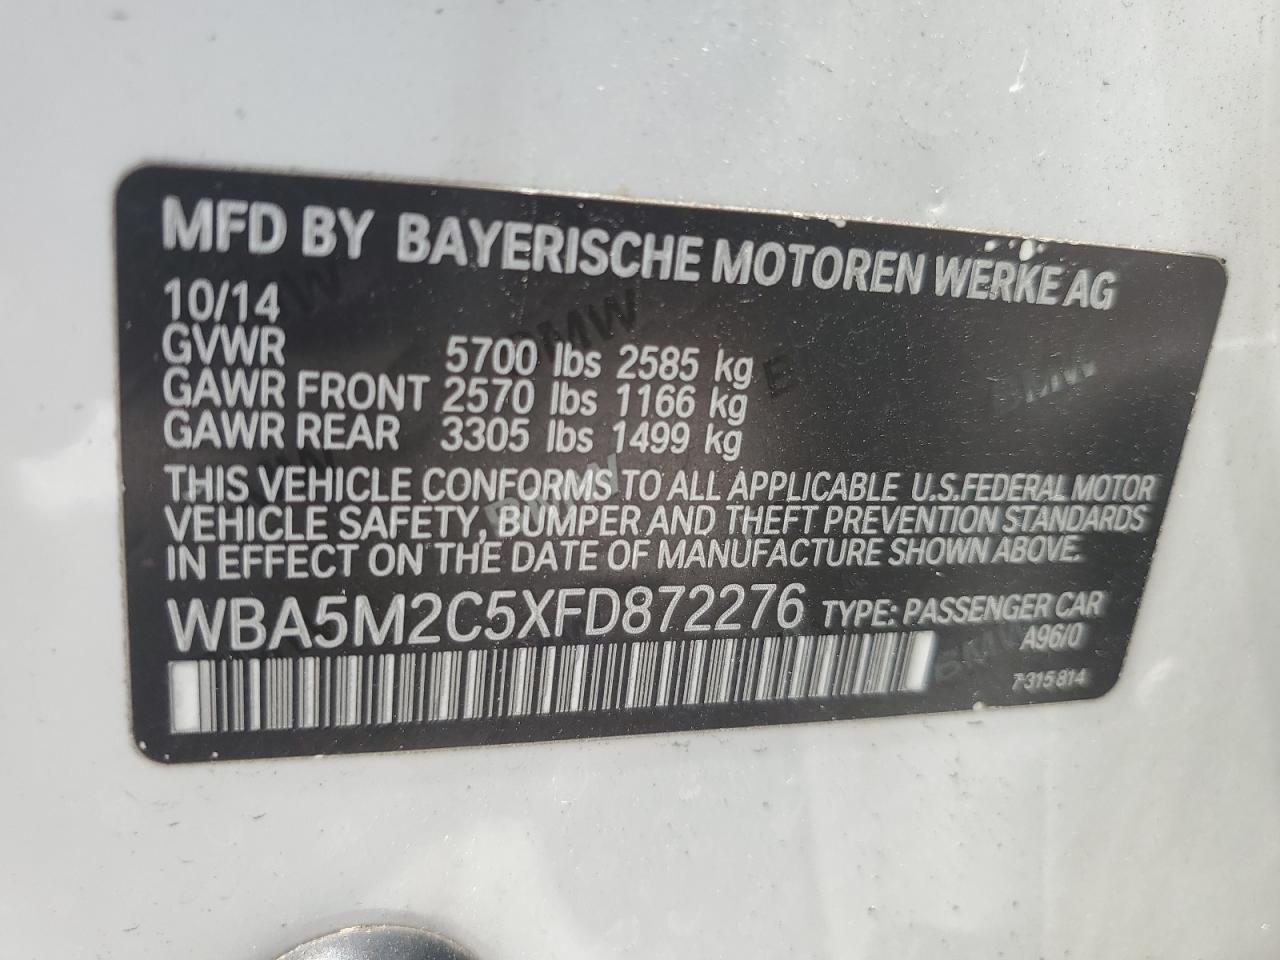 MFD BY BAYERISCHE MOTOREN WERKE AG
10/14
GVWR 5700 lbs 2585 kg
GAWR FRONT 2570 lbs 1166 kg
GAWR REAR 3305 lbs 1499 kg
THIS VEHICLE CONFORMS TO ALL APPLICABLE U.S.FEDERAL MOTOR
VEHICLE SAFETY, BUMPER AND THEFT PREVENTION STANDARDS
IN EFFECT ON THE DATE OF MANUFACTURE SHOWN ABOVE.
WBA5M2C5XFD872276 TYPE: PASSENGER CAR
A96/0
7 315 814